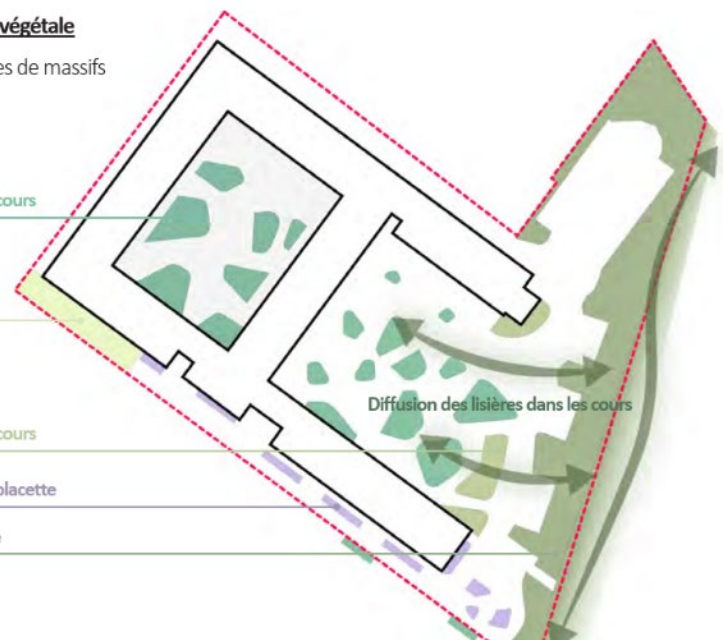 végétale
es de massifs
cours
Diffusion des lisières dans les cours
cours
placette